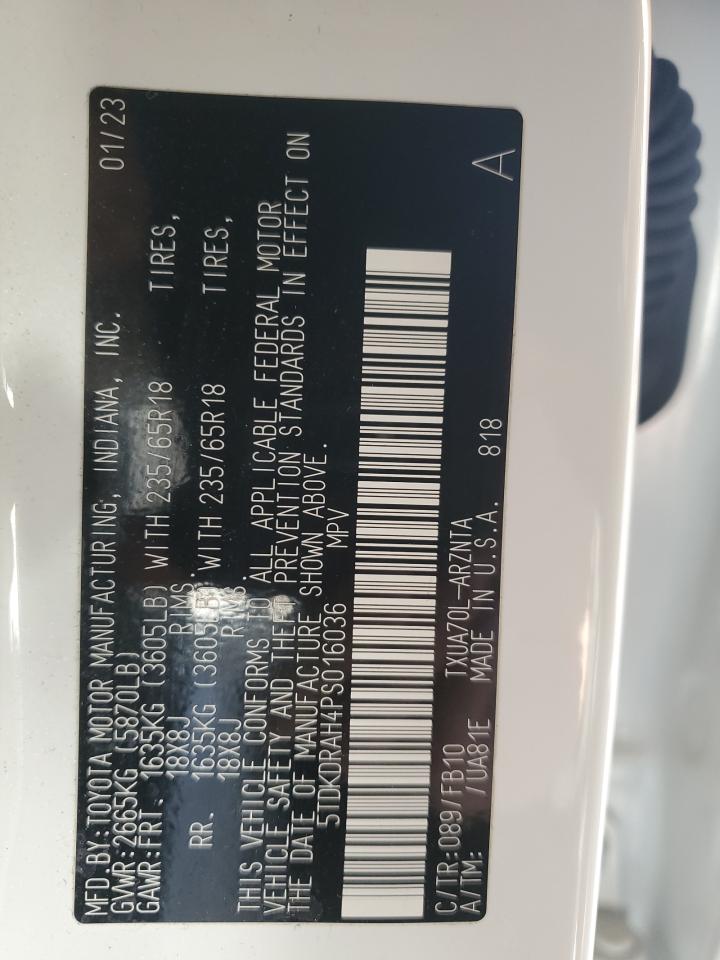 MFD.BY:TOYOTA MOTOR MANUFACTURING, INDIANA, INC. 01/23
GVWR:2665KG (5870LB)
GAWR:FRT. 1635KG (3605LB) WITH 235/65R18 TIRES,
18X8J RIMS.
RR. 1635KG (3605LB) WITH 235/65R18 TIRES,
18X8J RIMS.
THIS VEHICLE CONFORMS TO ALL APPLICABLE FEDERAL MOTOR
VEHICLE SAFETY AND THEFT PREVENTION STANDARDS IN EFFECT ON
THE DATE OF MANUFACTURE SHOWN ABOVE.
5TDKDRAH4PS016036 MPV
C/TR:089/FB10 TXUA70L-ARZNTA
A/TM: /UA81E MADE IN U.S.A. 818 A